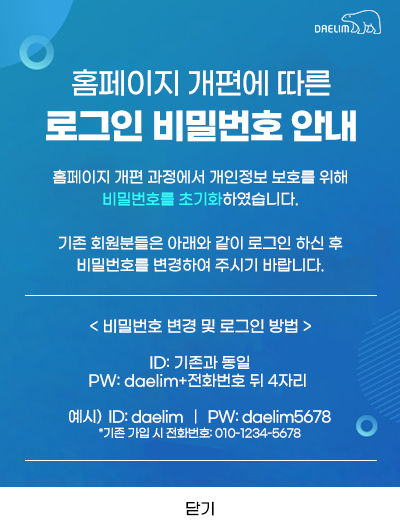 DAELIM
홈페이지 개편에 따른
로그인 비밀번호 안내
홈페이지 개편 과정에서 개인정보 보호를 위해
비밀번호를 초기화하였습니다.
기존 회원분들은 아래와 같이 로그인 하신 후
비밀번호를 변경하여 주시기 바랍니다.
< 비밀번호 변경 및 로그인 방법 >
ID: 기존과 동일
PW: daelim+전화번호 뒤 4자리
예시) ID: daelim | PW: daelim5678
*기존 가입 시 전화번호: 010-1234-5678
닫기